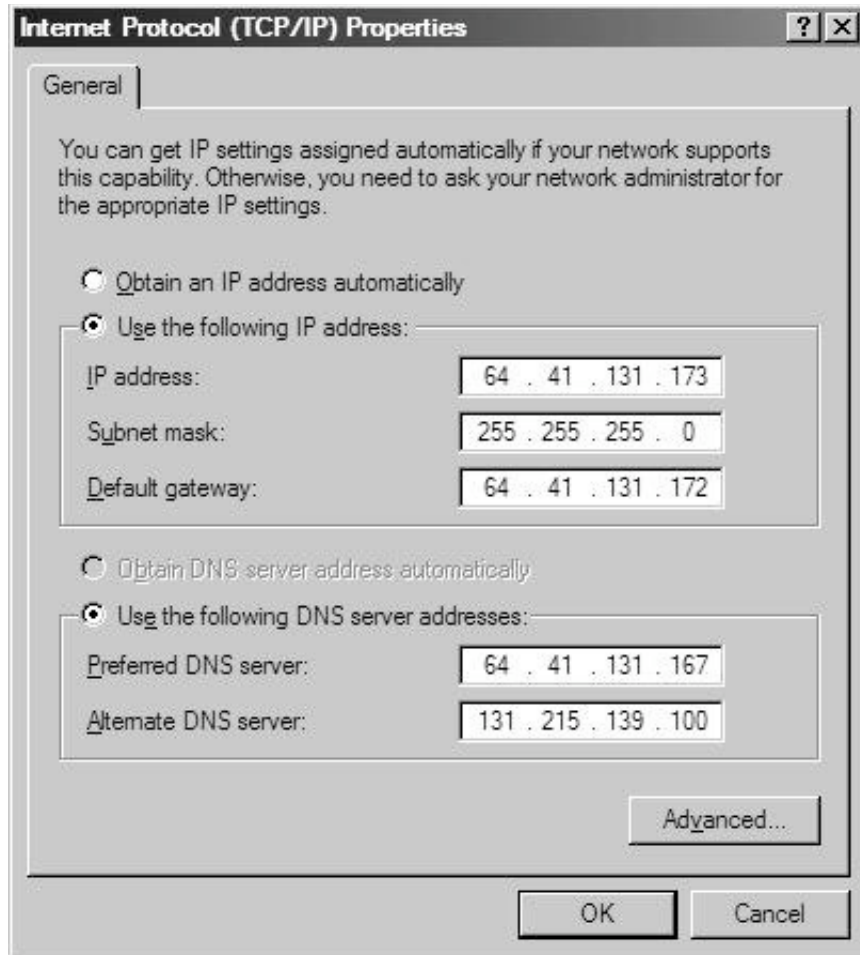 Internet Protocol (TCP/IP) Properties
General
You can get IP settings assigned automatically if your network supports
this capability. Otherwise, you need to ask your network administrator for
the appropriate IP settings.
Obtain an IP address automatically
Use the following IP address:
IP address: 64 . 41 . 131 . 173
Subnet mask: 255 . 255 . 255 . 0
Default gateway: 64 . 41 . 131 . 172
Obtain DNS server address automatically
Use the following DNS server addresses:
Preferred DNS server: 64 . 41 . 131 . 167
Alternate DNS server: 131 . 215 . 139 . 100
Advanced...
OK Cancel